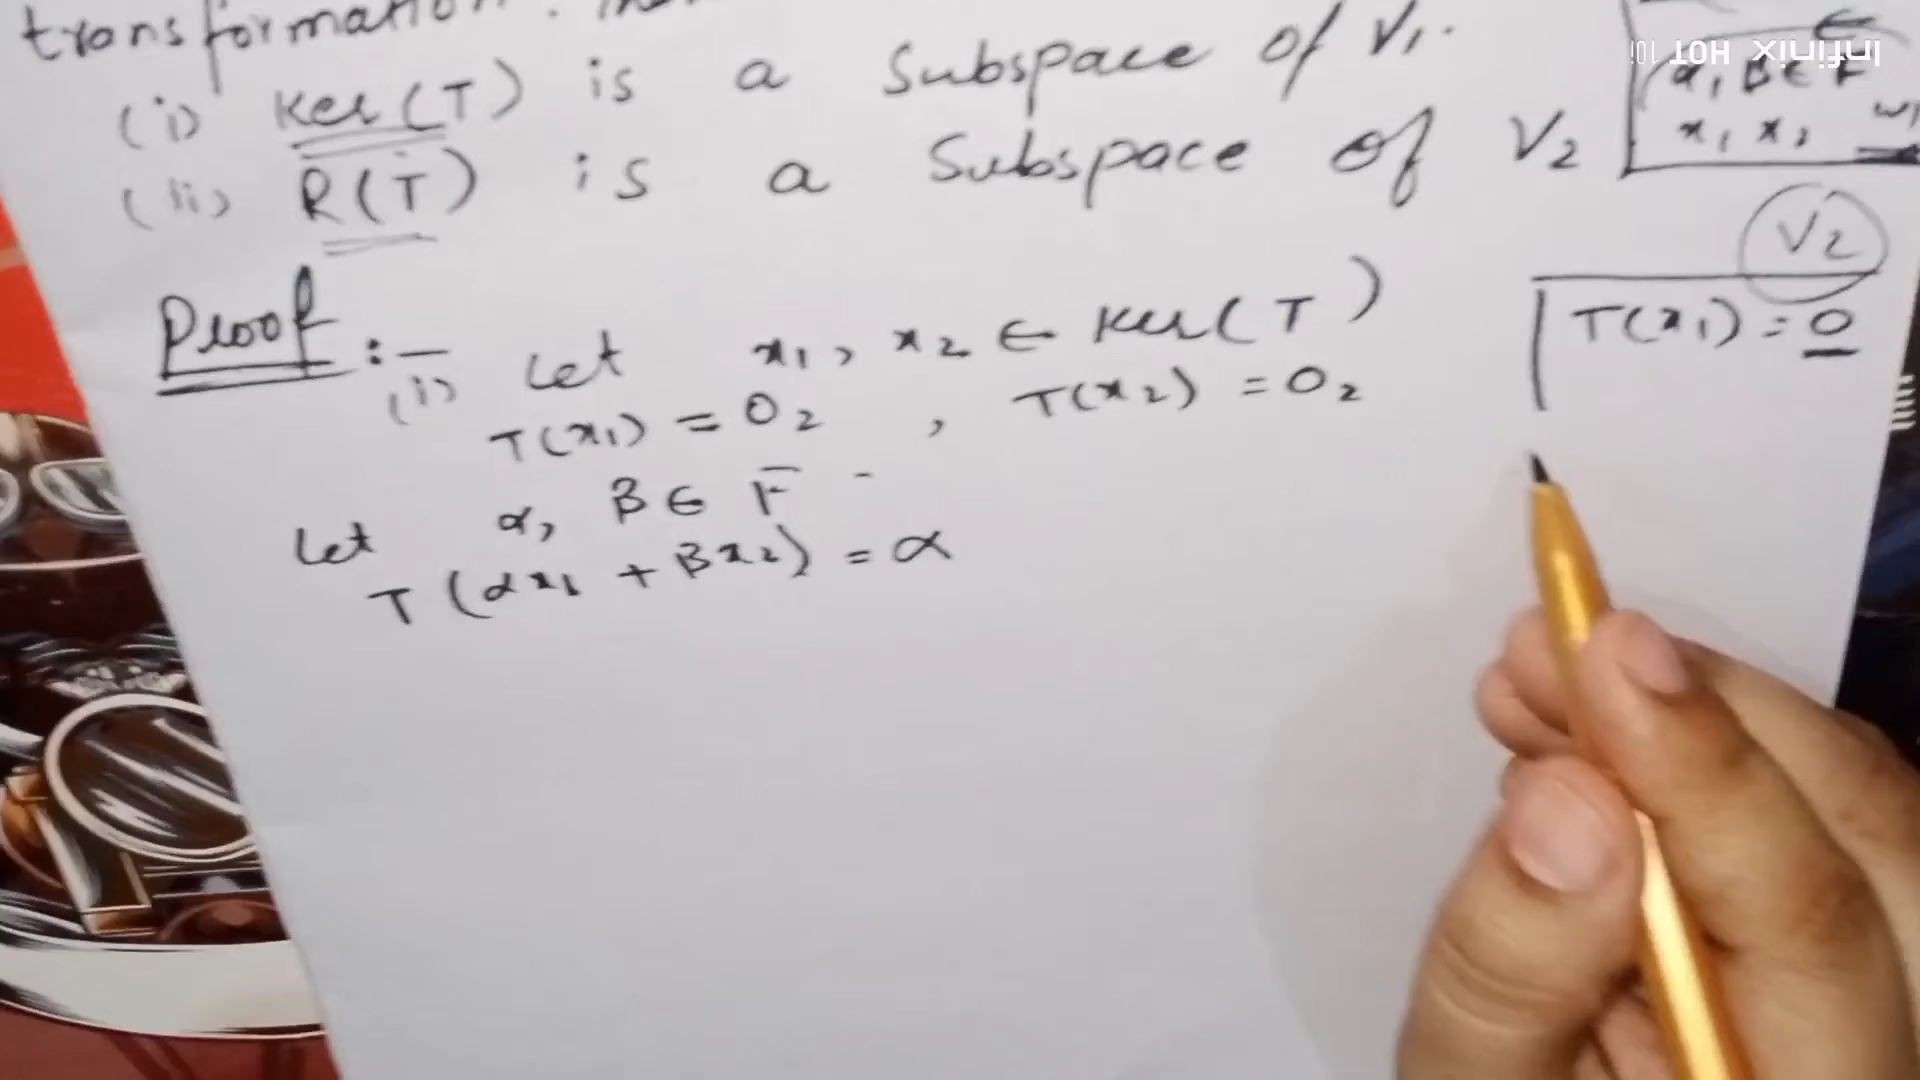 transformation.
(i) Ker(T) is a Subspace of V₁.
(ii) R(T) is a Subspace of V₂
α, β ∈ F
x₁ x₂ W₁
V₂
Proof :-
(i) Let x₁, x₂ ∈ Ker(T)
T(x₁) = 0
T(x₁) = 0₂ , T(x₂) = 0₂
Let α, β ∈ F
T(αx₁ + βx₂) = α
Infinix HOT 10i